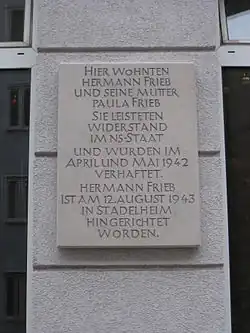 HIER WOHNTEN
HERMANN FRIEB
UND SEINE MUTTER
PAULA FRIEB
SIE LEISTETEN
WIDERSTAND
IM NS-STAAT
UND WURDEN IM
APRIL UND MAI 1942
VERHAFTET.
HERMANN FRIEB
IST AM 12. AUGUST 1943
IN STADELHEIM
HINGERICHTET
WORDEN.